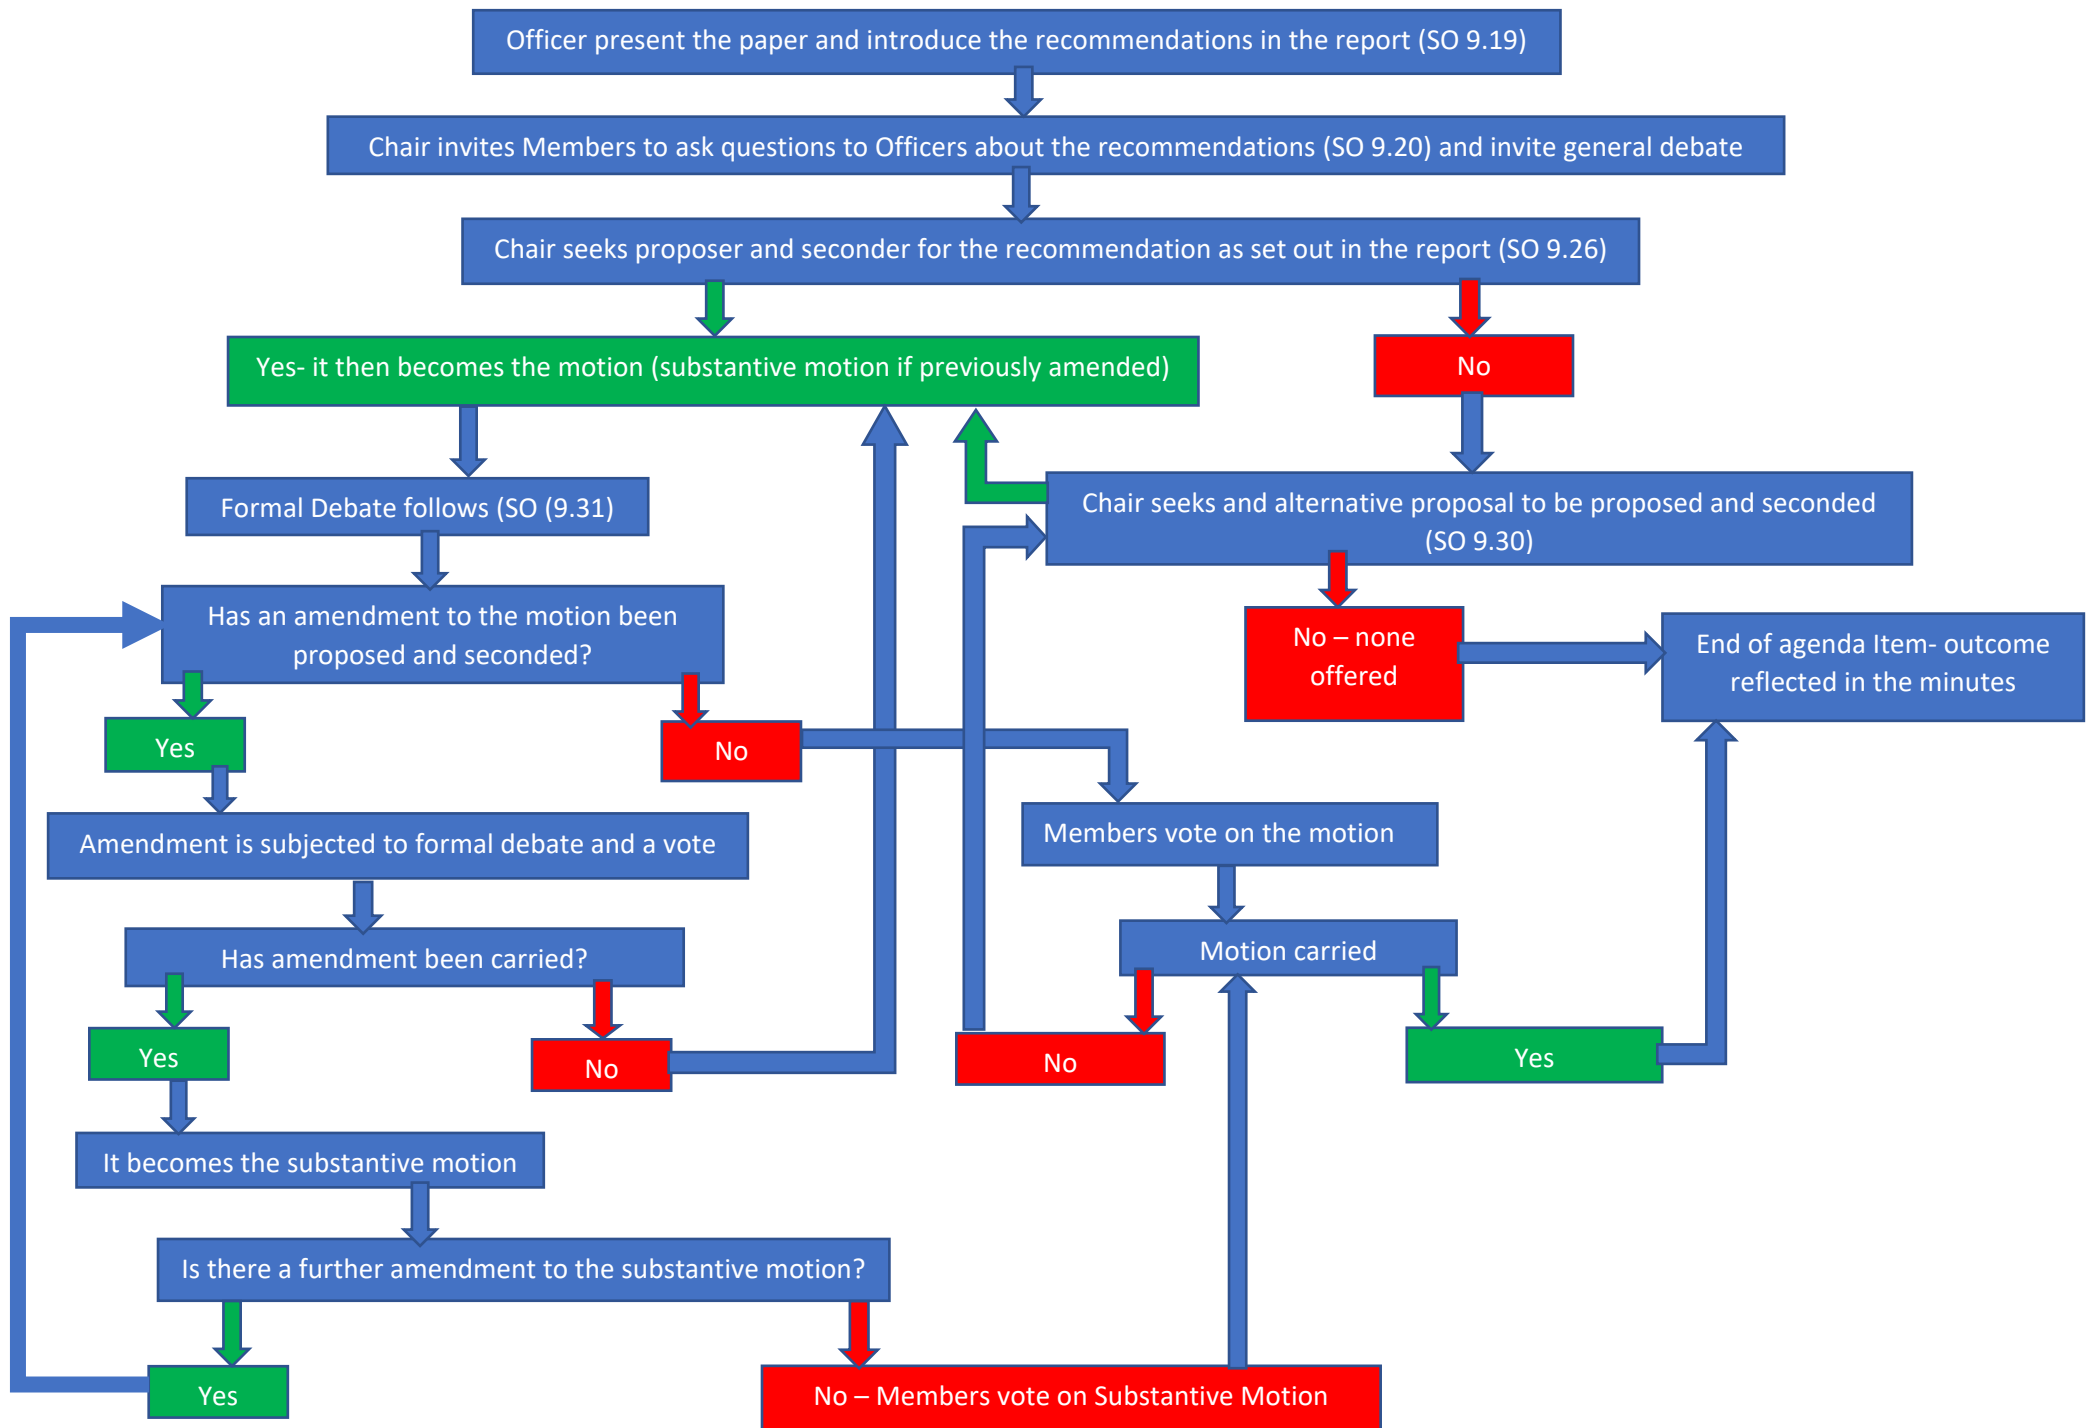 Officer present the paper and introduce the recommendations in the report (SO 9.19)
Chair invites Members to ask questions to Officers about the recommendations (SO 9.20) and invite general debate
Chair seeks proposer and seconder for the recommendation as set out in the report (SO 9.26)
Yes- it then becomes the motion (substantive motion if previously amended)
No
Formal Debate follows (SO (9.31)
Chair seeks and alternative proposal to be proposed and seconded
(SO 9.30)
Has an amendment to the motion been
proposed and seconded?
No – none
offered
End of agenda Item- outcome
reflected in the minutes
Yes
No
Amendment is subjected to formal debate and a vote
Members vote on the motion
Has amendment been carried?
Motion carried
Yes
No
No
Yes
It becomes the substantive motion
Is there a further amendment to the substantive motion?
Yes
No – Members vote on Substantive Motion